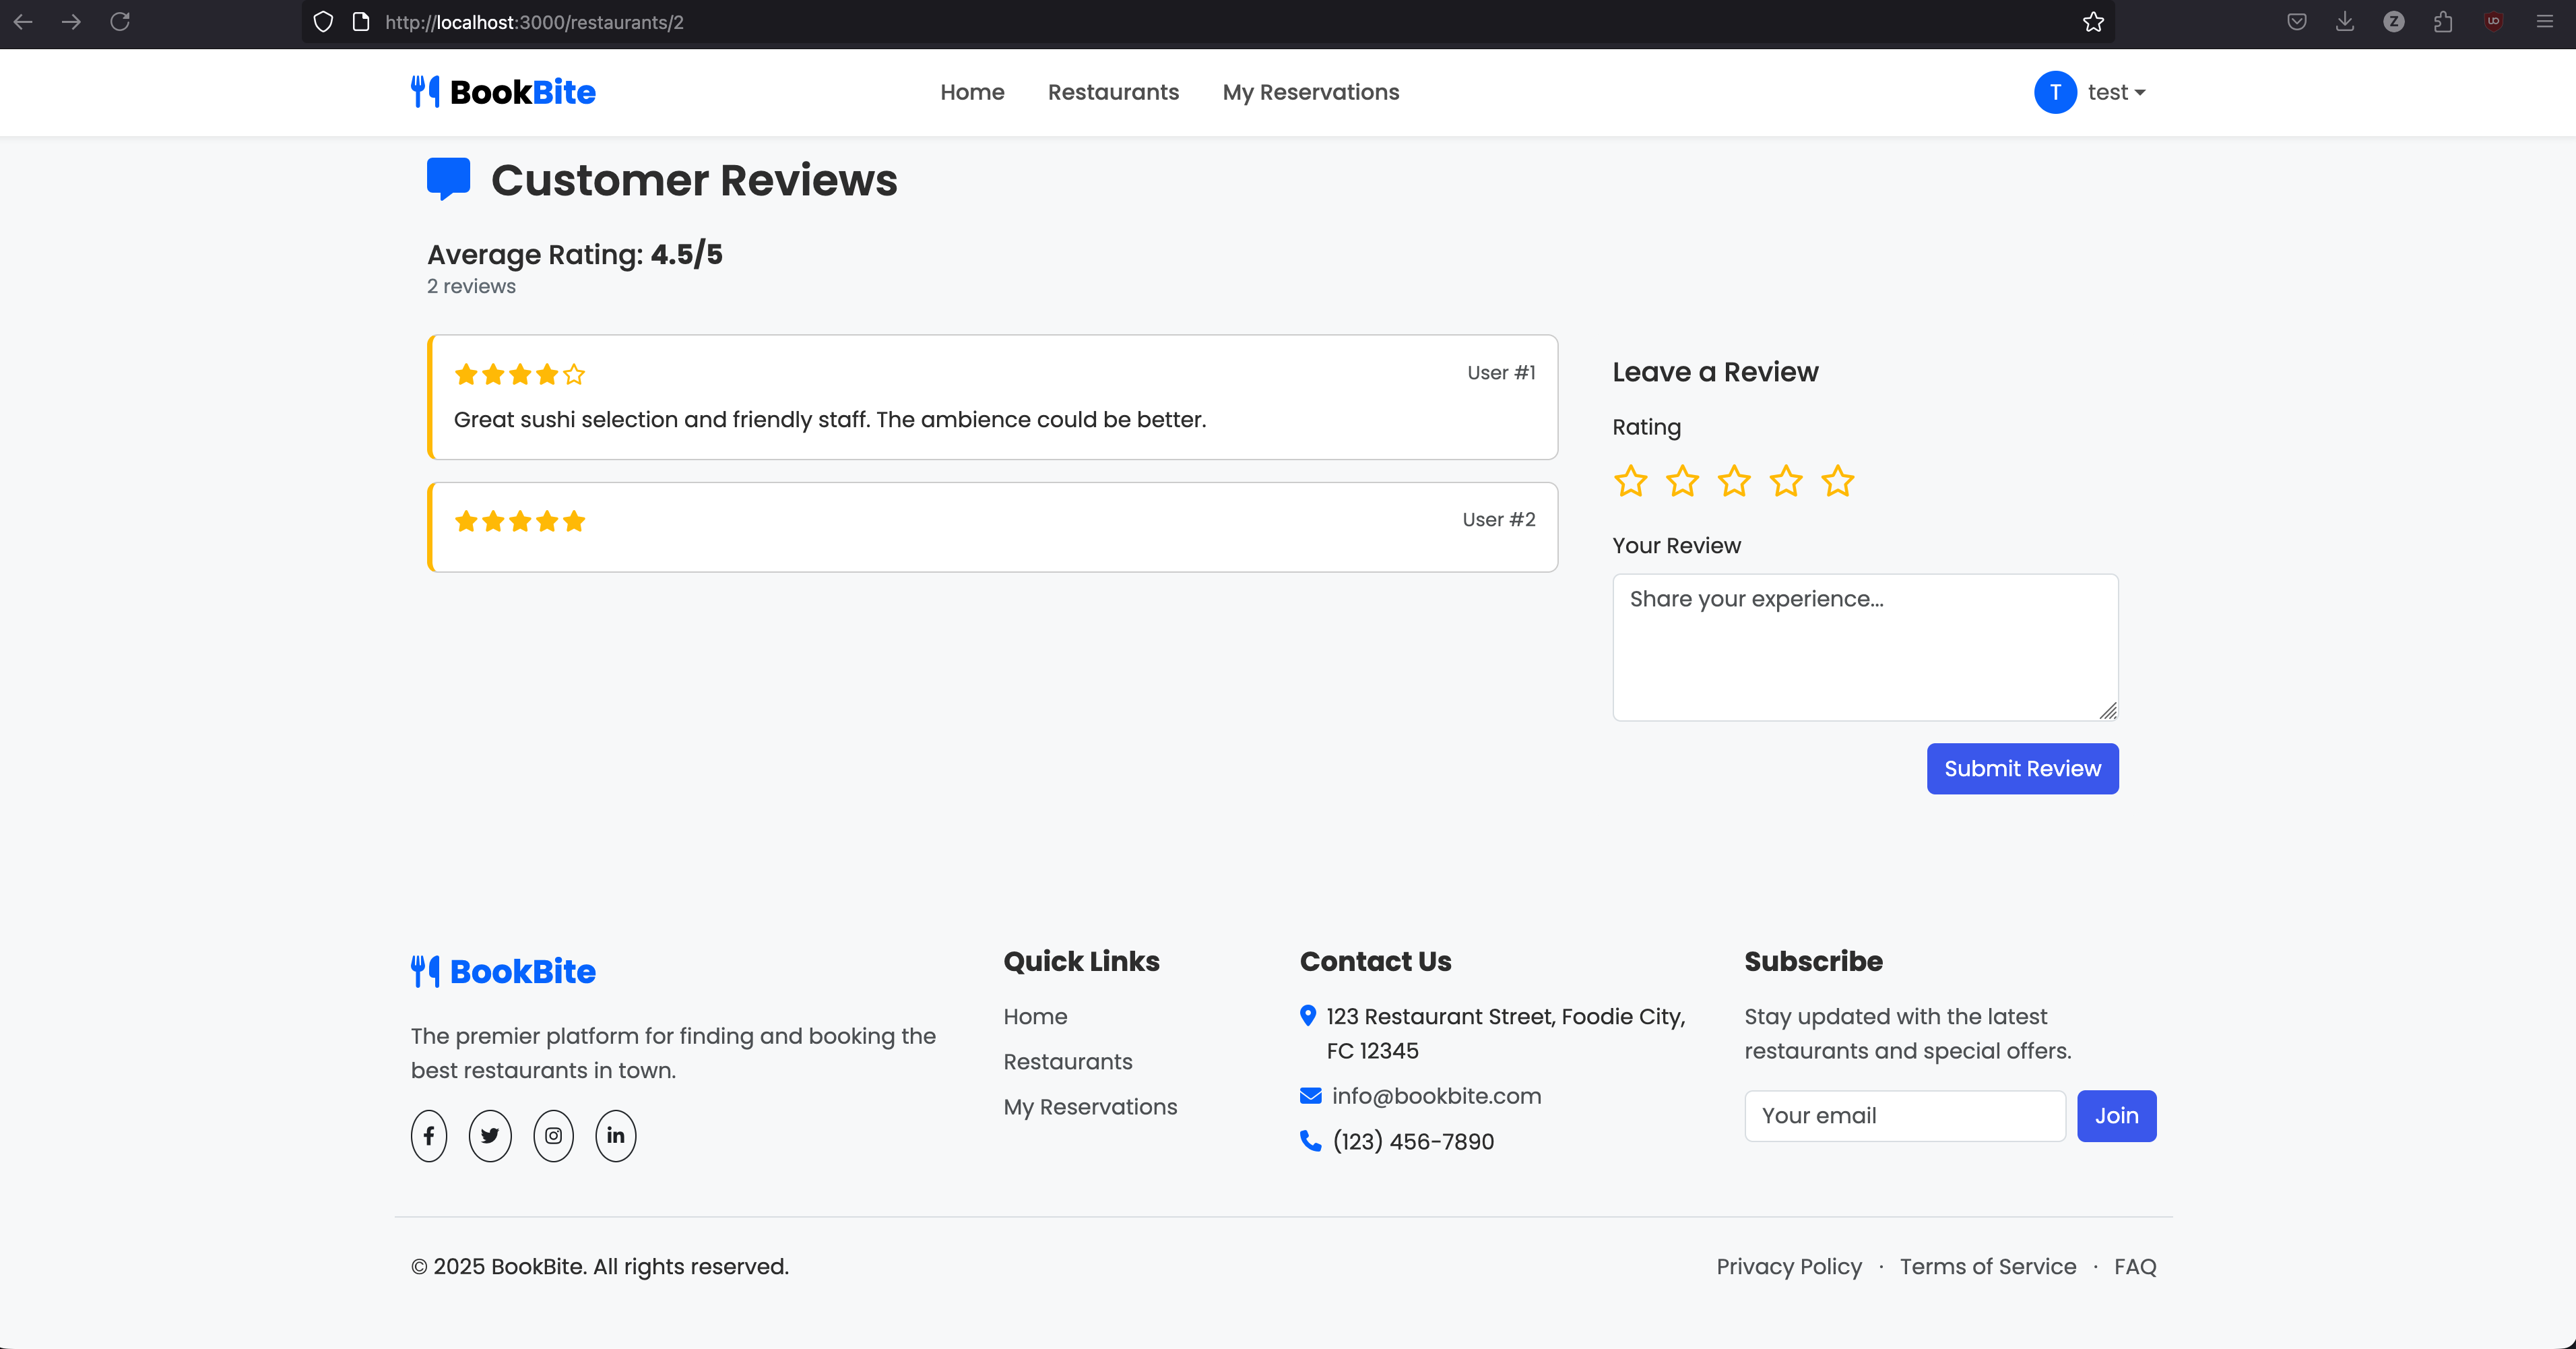 http://localhost:3000/restaurants/2
BookBite
Home
Restaurants
My Reservations
T
test
Customer Reviews
Average Rating: 4.5/5
2 reviews
User #1
Great sushi selection and friendly staff. The ambience could be better.
User #2
Leave a Review
Rating
Your Review
Share your experience...
Submit Review
BookBite
The premier platform for finding and booking the
best restaurants in town.
Quick Links
Home
Restaurants
My Reservations
Contact Us
123 Restaurant Street, Foodie City,
FC 12345
info@bookbite.com
(123) 456-7890
Subscribe
Stay updated with the latest
restaurants and special offers.
Your email
Join
© 2025 BookBite. All rights reserved.
Privacy Policy · Terms of Service · FAQ